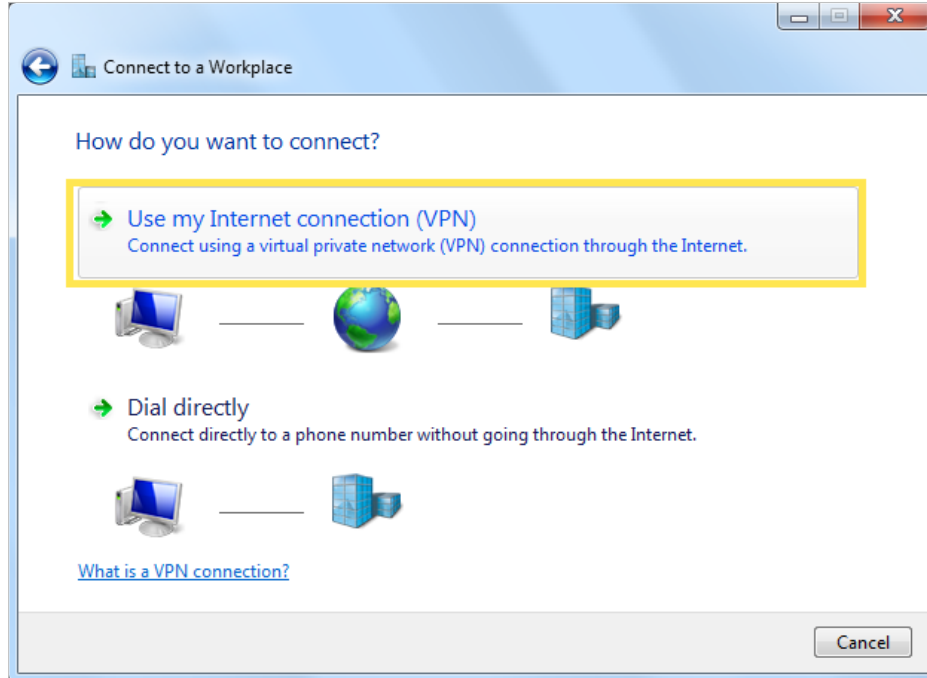 Connect to a Workplace
How do you want to connect?
Use my Internet connection (VPN)
Connect using a virtual private network (VPN) connection through the Internet.
Dial directly
Connect directly to a phone number without going through the Internet.
What is a VPN connection?
Cancel